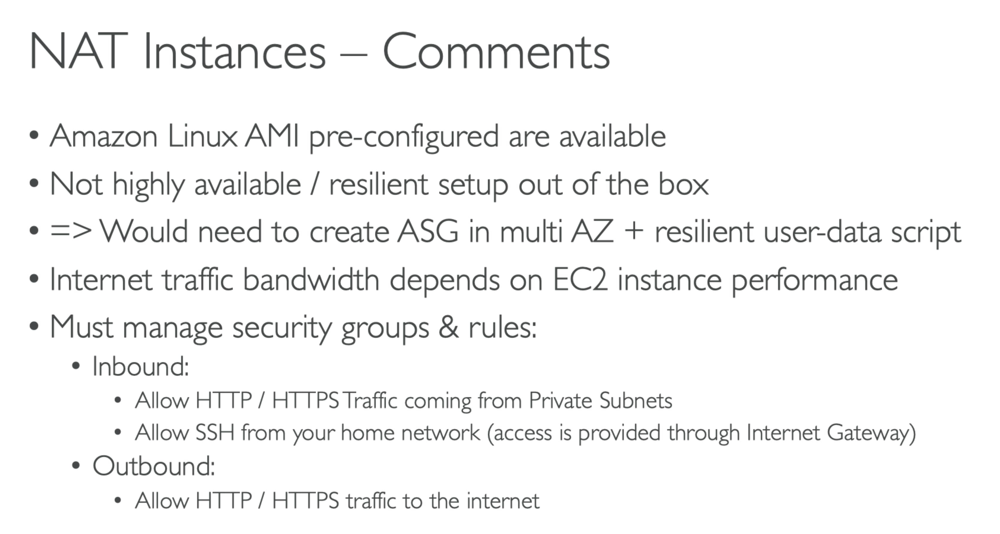 NAT Instances – Comments
• Amazon Linux AMI pre-configured are available
• Not highly available / resilient setup out of the box
• => Would need to create ASG in multi AZ + resilient user-data script
• Internet traffic bandwidth depends on EC2 instance performance
• Must manage security groups & rules:
• Inbound:
• Allow HTTP / HTTPS Traffic coming from Private Subnets
• Allow SSH from your home network (access is provided through Internet Gateway)
• Outbound:
• Allow HTTP / HTTPS traffic to the internet